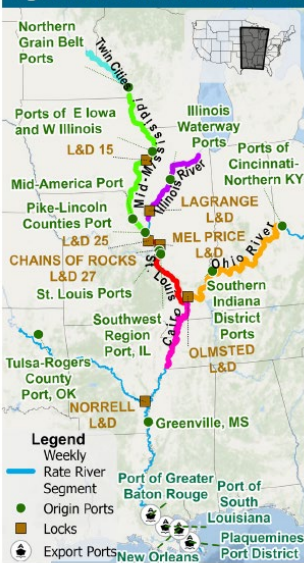 Northern
Grain Belt
Ports
Twin Cities
Ports of E Iowa
and W Illinois
L&D 15
Mid-Mississippi
Illinois
Waterway
Ports
Illinois River
Ports of
Cincinnati-
Northern KY
Mid-America Port
Pike-Lincoln
Counties Port
LAGRANGE
L&D
L&D 25
MEL PRICE
L&D
Ohio River
CHAINS OF ROCKS
L&D 27
St. Louis
St. Louis Ports
Southern
Indiana
District
Ports
Southwest
Region
Port, IL
Cairo
OLMSTED
L&D
Tulsa-Rogers
County
Port, OK
NORRELL
L&D
Greenville, MS
Legend
Weekly
Rate River
Segment
Origin Ports
Locks
Export Ports
Port of Greater
Baton Rouge
Port of
South
Louisiana
New Orleans
Plaquemines
Port District